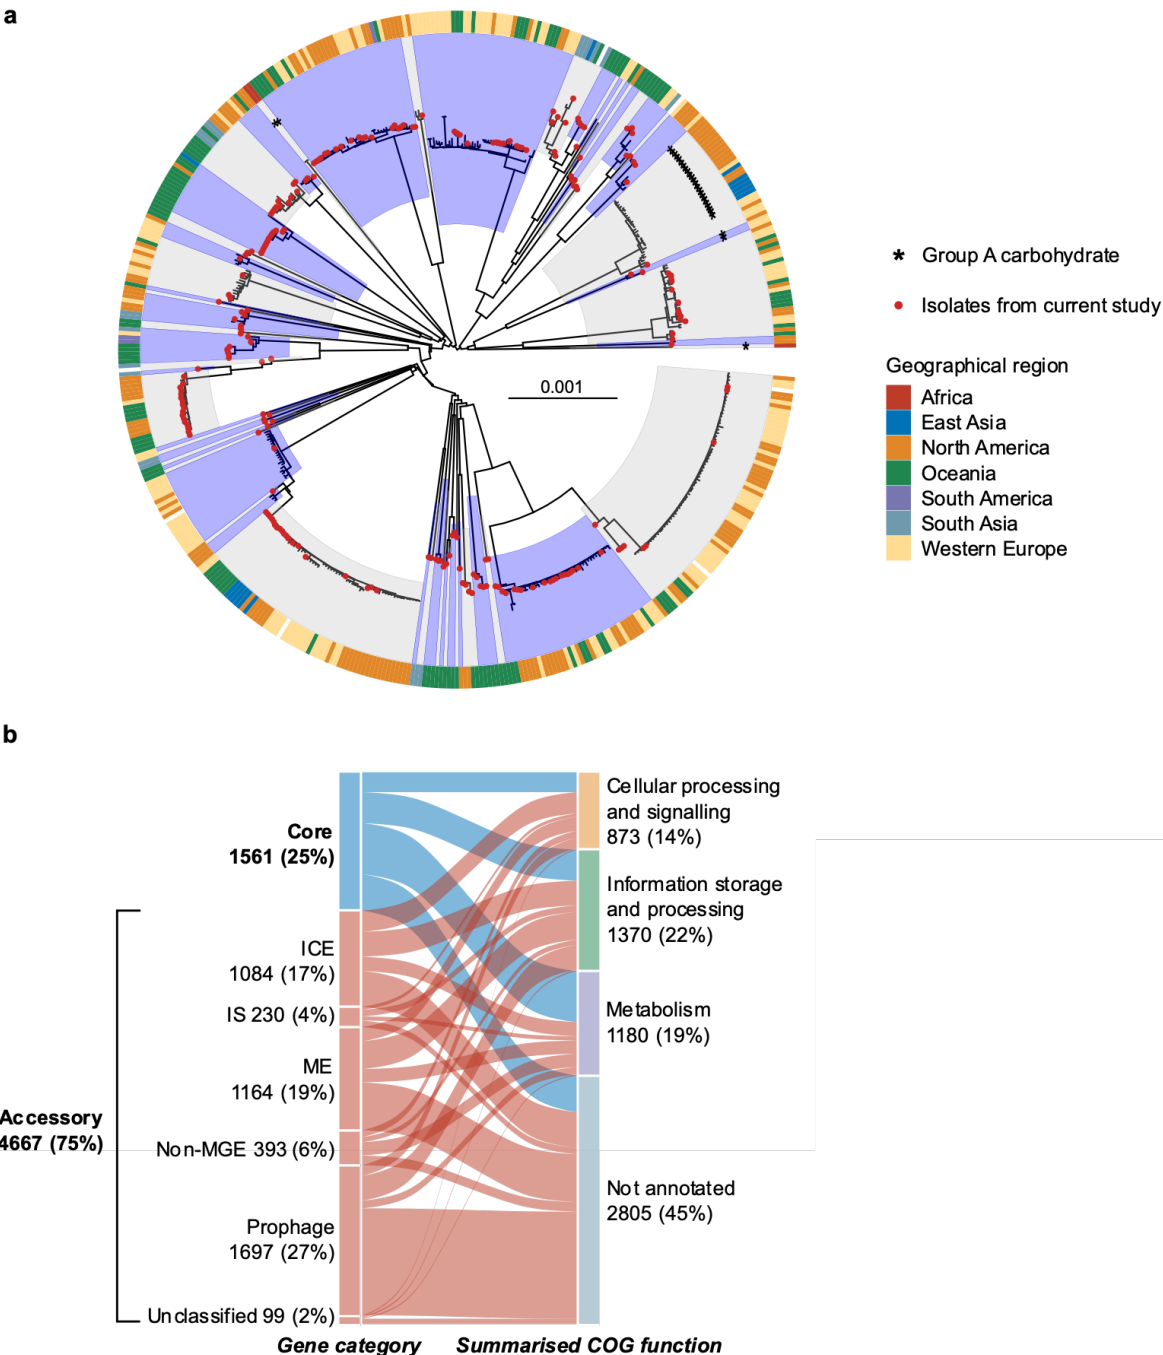 a
* Group A carbohydrate
Isolates from current study
Geographical region
Africa
East Asia
North America
Oceania
South America
South Asia
Western Europe
0.001
b
Core
1561 (25%)
Accessory
4667 (75%)
ICE
1084 (17%)
IS 230 (4%)
ME
1164 (19%)
Non-MGE 393 (6%)
Prophage
1697 (27%)
Unclassified 99 (2%)
Cellular processing
and signalling
873 (14%)
Information storage
and processing
1370 (22%)
Metabolism
1180 (19%)
Not annotated
2805 (45%)
Gene category
Summarised COG function